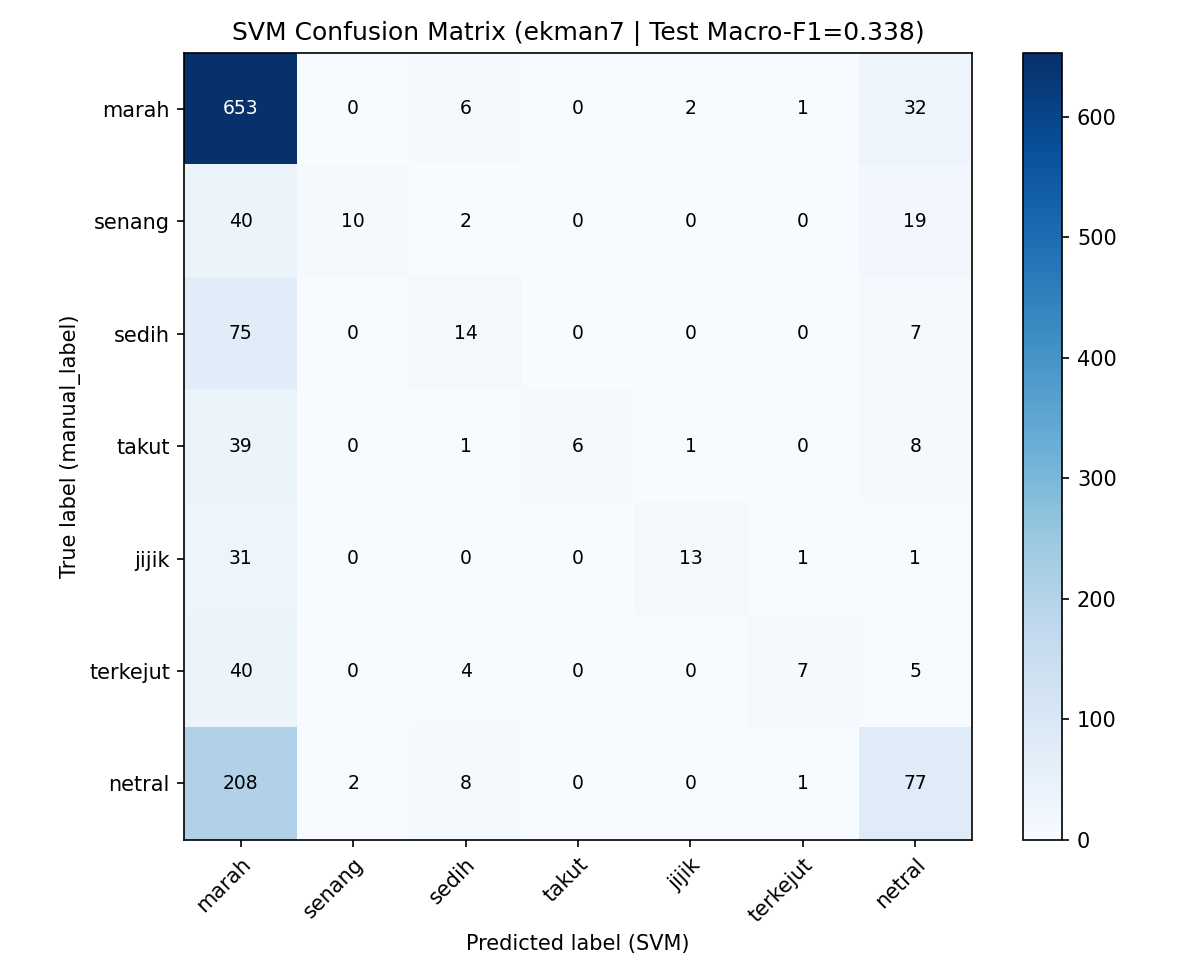 SVM Confusion Matrix (ekman7 | Test Macro-F1=0.338)
True label (manual_label)
marah 653 0 6 0 2 1 32
senang 40 10 2 0 0 0 19
sedih 75 0 14 0 0 0 7
takut 39 0 1 6 1 0 8
jijik 31 0 0 0 13 1 1
terkejut 40 0 4 0 0 7 5
netral 208 2 8 0 0 1 77
marah senang sedih takut jijik terkejut netral
Predicted label (SVM)
600
500
400
300
200
100
0